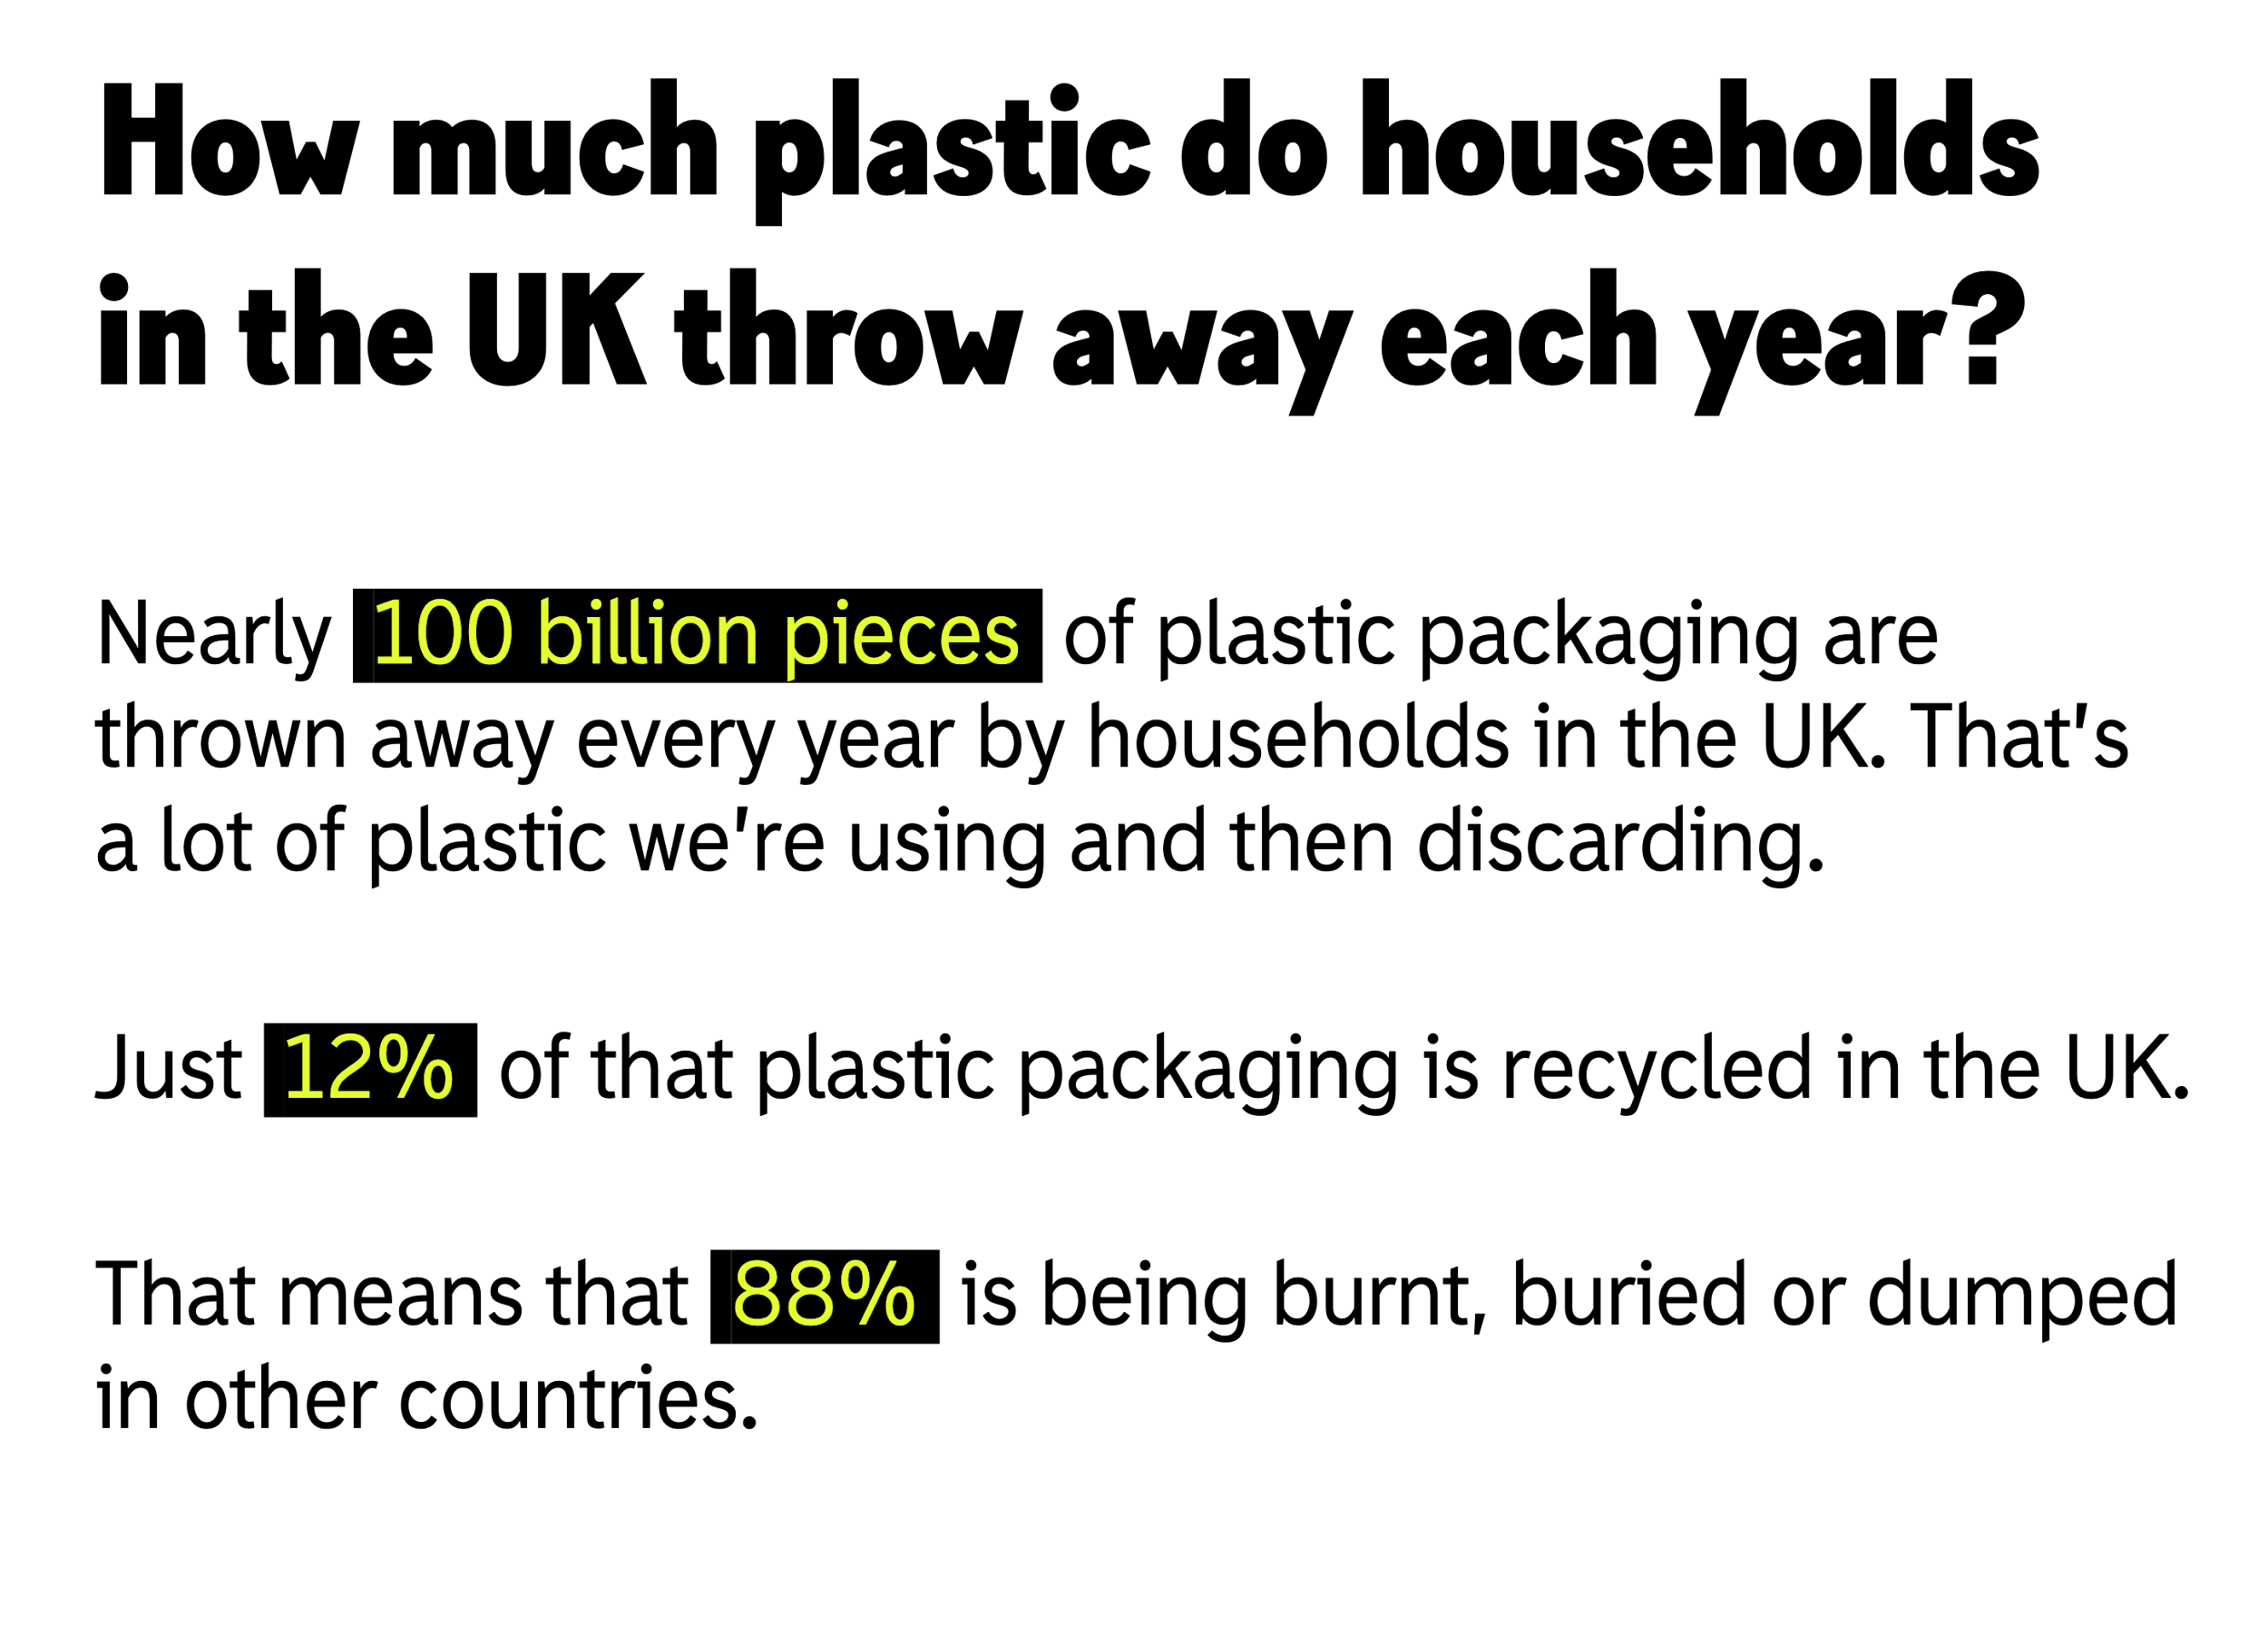 How much plastic do households
in the UK throw away each year?
Nearly 100 billion pieces of plastic packaging are
thrown away every year by households in the UK. That's
a lot of plastic we're using and then discarding.
Just 12% of that plastic packaging is recycled in the UK.
That means that 88% is being burnt, buried or dumped
in other countries.